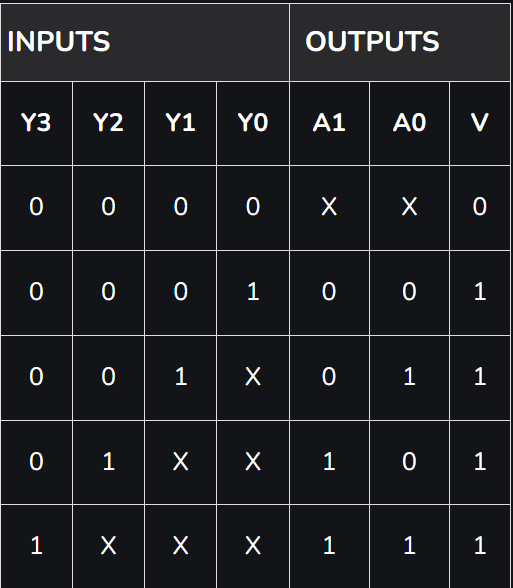 INPUTS OUTPUTS
Y3 Y2 Y1 Y0 A1 A0 V
0 0 0 0 X X 0
0 0 0 1 0 0 1
0 0 1 X 0 1 1
0 1 X X 1 0 1
1 X X X 1 1 1